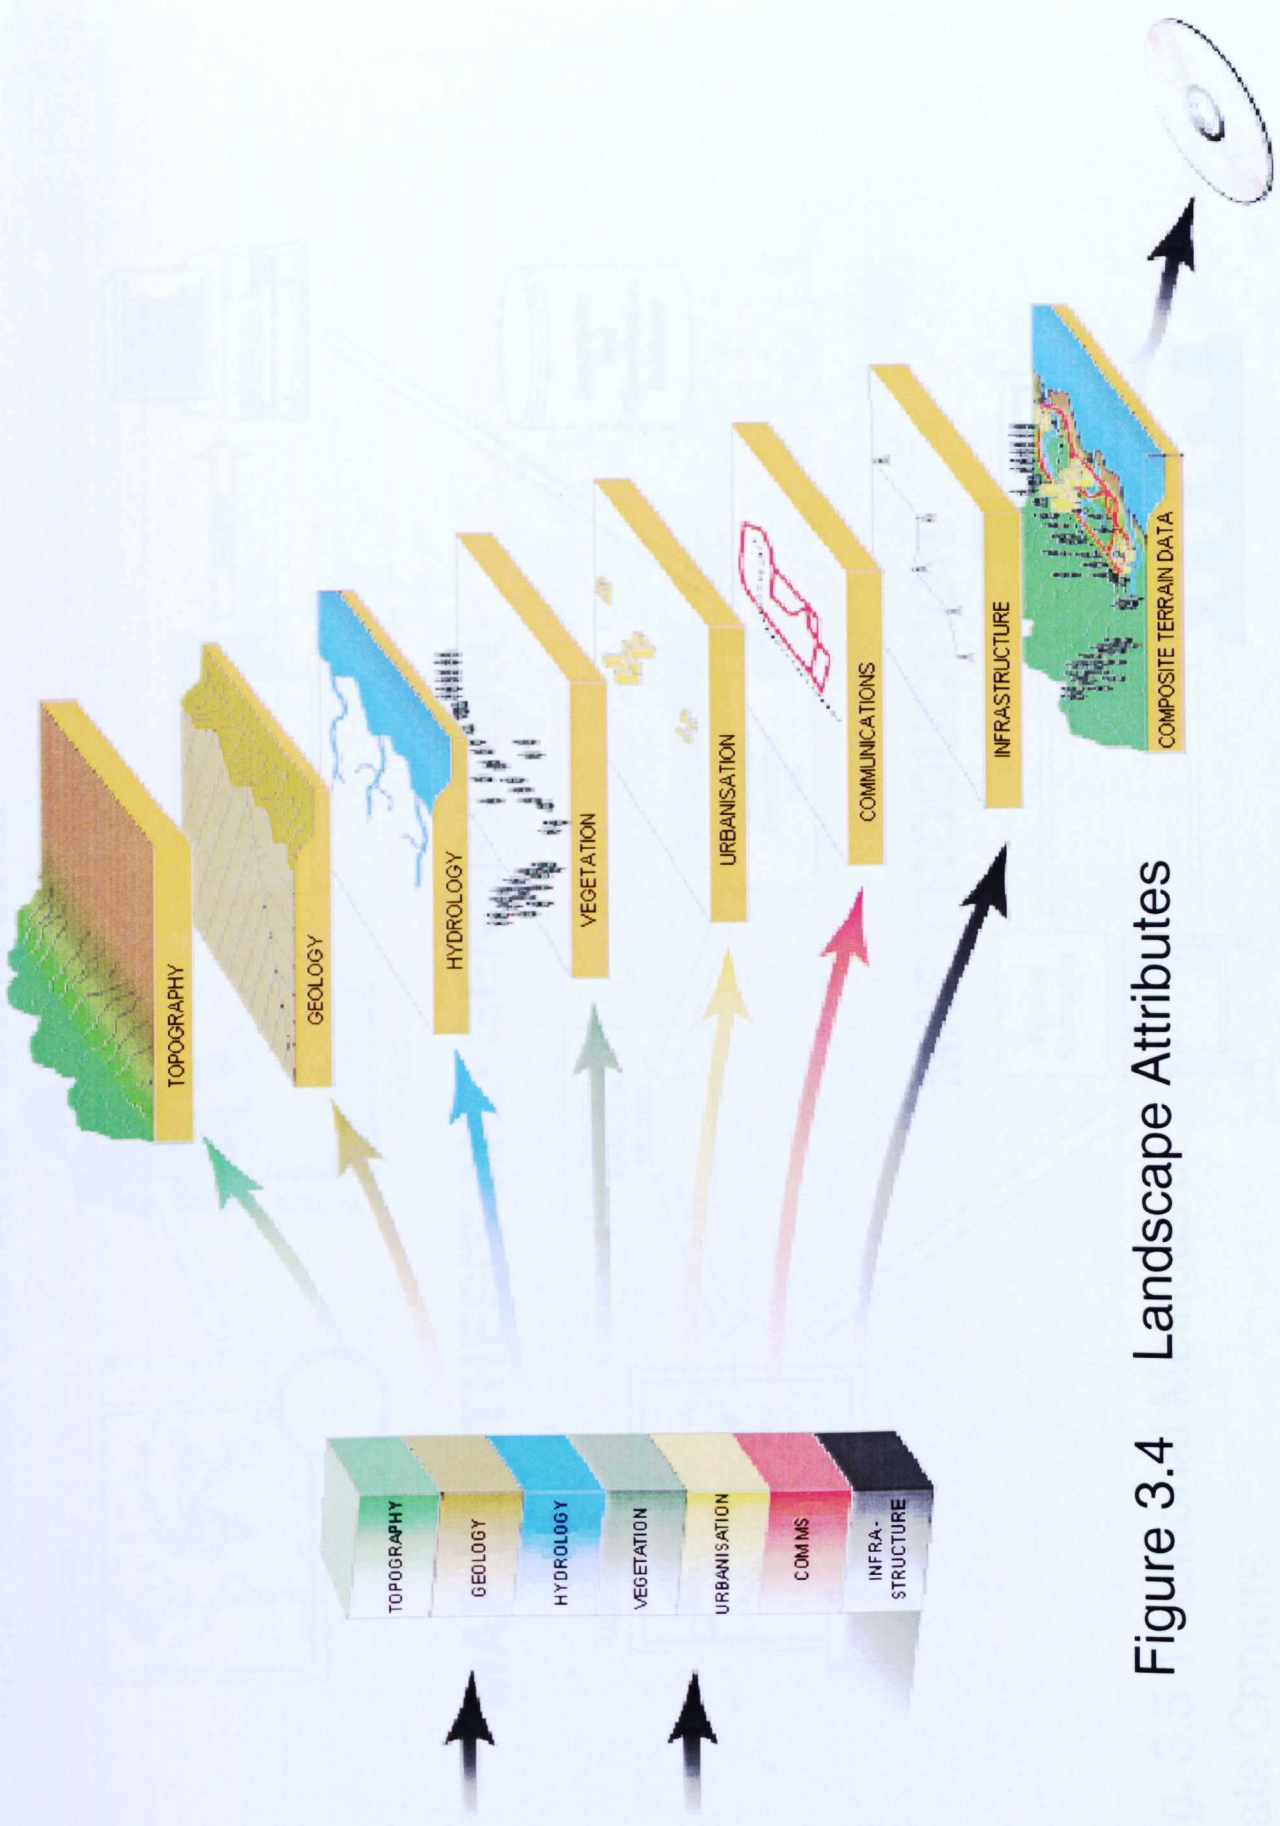 TOPOGRAPHY
GEOLOGY
HYDROLOGY
VEGETATION
URBANISATION
COMMS
INFRA-
STRUCTURE
TOPOGRAPHY
GEOLOGY
HYDROLOGY
VEGETATION
URBANISATION
COMMUNICATIONS
INFRASTRUCTURE
COMPOSITE TERRAIN DATA
Figure 3.4 Landscape Attributes